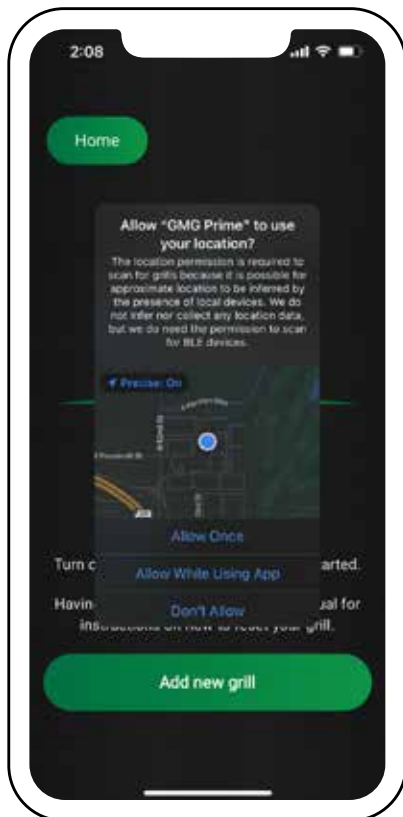 2:08
Home
Allow "GMG Prime" to use
your location?
The location permission is required to
scan for grills because it is possible for
approximate location to be inferred by
the presence of local devices. We do
not infer nor collect any location data,
but we do need the permission to scan
for BLE devices.
Precise: On
Allow Once
Turn arted.
Allow While Using App
Havin ual for
Don't Allow
instructions on how to reset your grill.
Add new grill